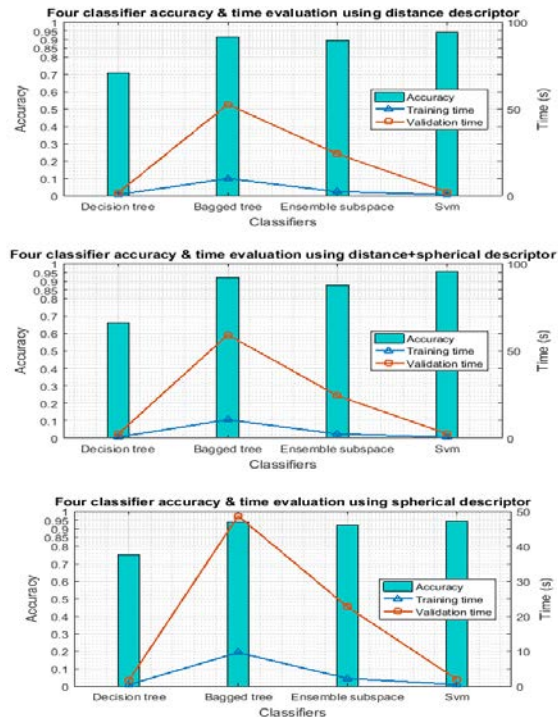 Four classifier accuracy & time evaluation using distance descriptor
1
0.95
0.9
0.85
0.8
0.7
0.6
0.5
0.4
0.3
0.2
0.1
0
Accuracy
100
50
0
Time (s)
Accuracy
Training time
Validation time
Decision tree Bagged tree Ensemble subspace Svm
Classifiers
Four classifier accuracy & time evaluation using distance+spherical descriptor
1
0.95
0.9
0.85
0.8
0.7
0.6
0.5
0.4
0.3
0.2
0.1
0
Accuracy
100
50
0
Time (s)
Accuracy
Training time
Validation time
Decision tree Bagged tree Ensemble subspace Svm
Classifiers
Four classifier accuracy & time evaluation using spherical descriptor
1
0.95
0.9
0.85
0.8
0.7
0.6
0.5
0.4
0.3
0.2
0.1
0
Accuracy
50
40
30
20
10
0
Time (s)
Accuracy
Training time
Validation time
Decision tree Bagged tree Ensemble subspace Svm
Classifiers